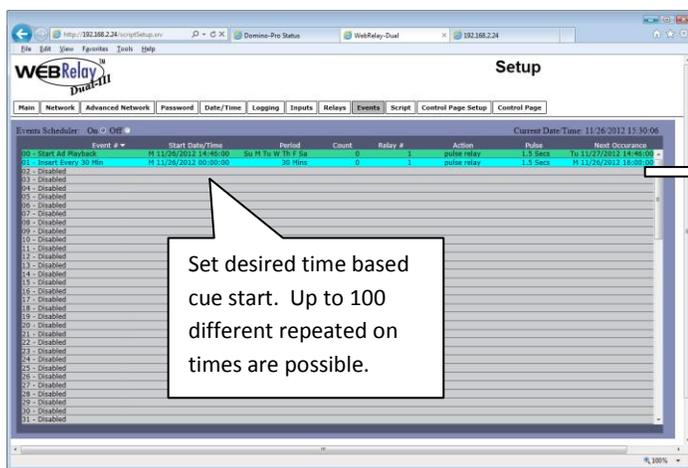 http://192.168.2.24/scriptSetup.srv
Domino-Pro Status
WebRelay-Dual
192.168.2.24
File Edit View Favorites Tools Help
WEBRelay™
Dual-III
Setup
Main Network Advanced Network Password Date/Time Logging Inputs Relays Events Script Control Page Setup Control Page
Events Scheduler: On Off
Current Date/Time: 11/26/2012 15:30:06
Event # Start Date/Time Period Count Relay # Action Pulse Next Occurance
00 - Start Ad Playback M 11/26/2012 14:46:00 Su M Tu W Th F Sa 0 1 pulse relay 1.5 Secs Tu 11/27/2012 14:46:00
01 - Insert Every 30 Min M 11/26/2012 00:00:00 30 Mins 0 1 pulse relay 1.5 Secs M 11/26/2012 16:00:00
02 - Disabled
03 - Disabled
04 - Disabled
05 - Disabled
06 - Disabled
07 - Disabled
08 - Disabled
09 - Disabled
10 - Disabled
11 - Disabled
12 - Disabled
13 - Disabled
14 - Disabled
15 - Disabled
16 - Disabled
17 - Disabled
18 - Disabled
19 - Disabled
20 - Disabled
21 - Disabled
22 - Disabled
23 - Disabled
24 - Disabled
25 - Disabled
26 - Disabled
27 - Disabled
28 - Disabled
29 - Disabled
30 - Disabled
31 - Disabled
Set desired time based
cue start. Up to 100
different repeated on
times are possible.
100%